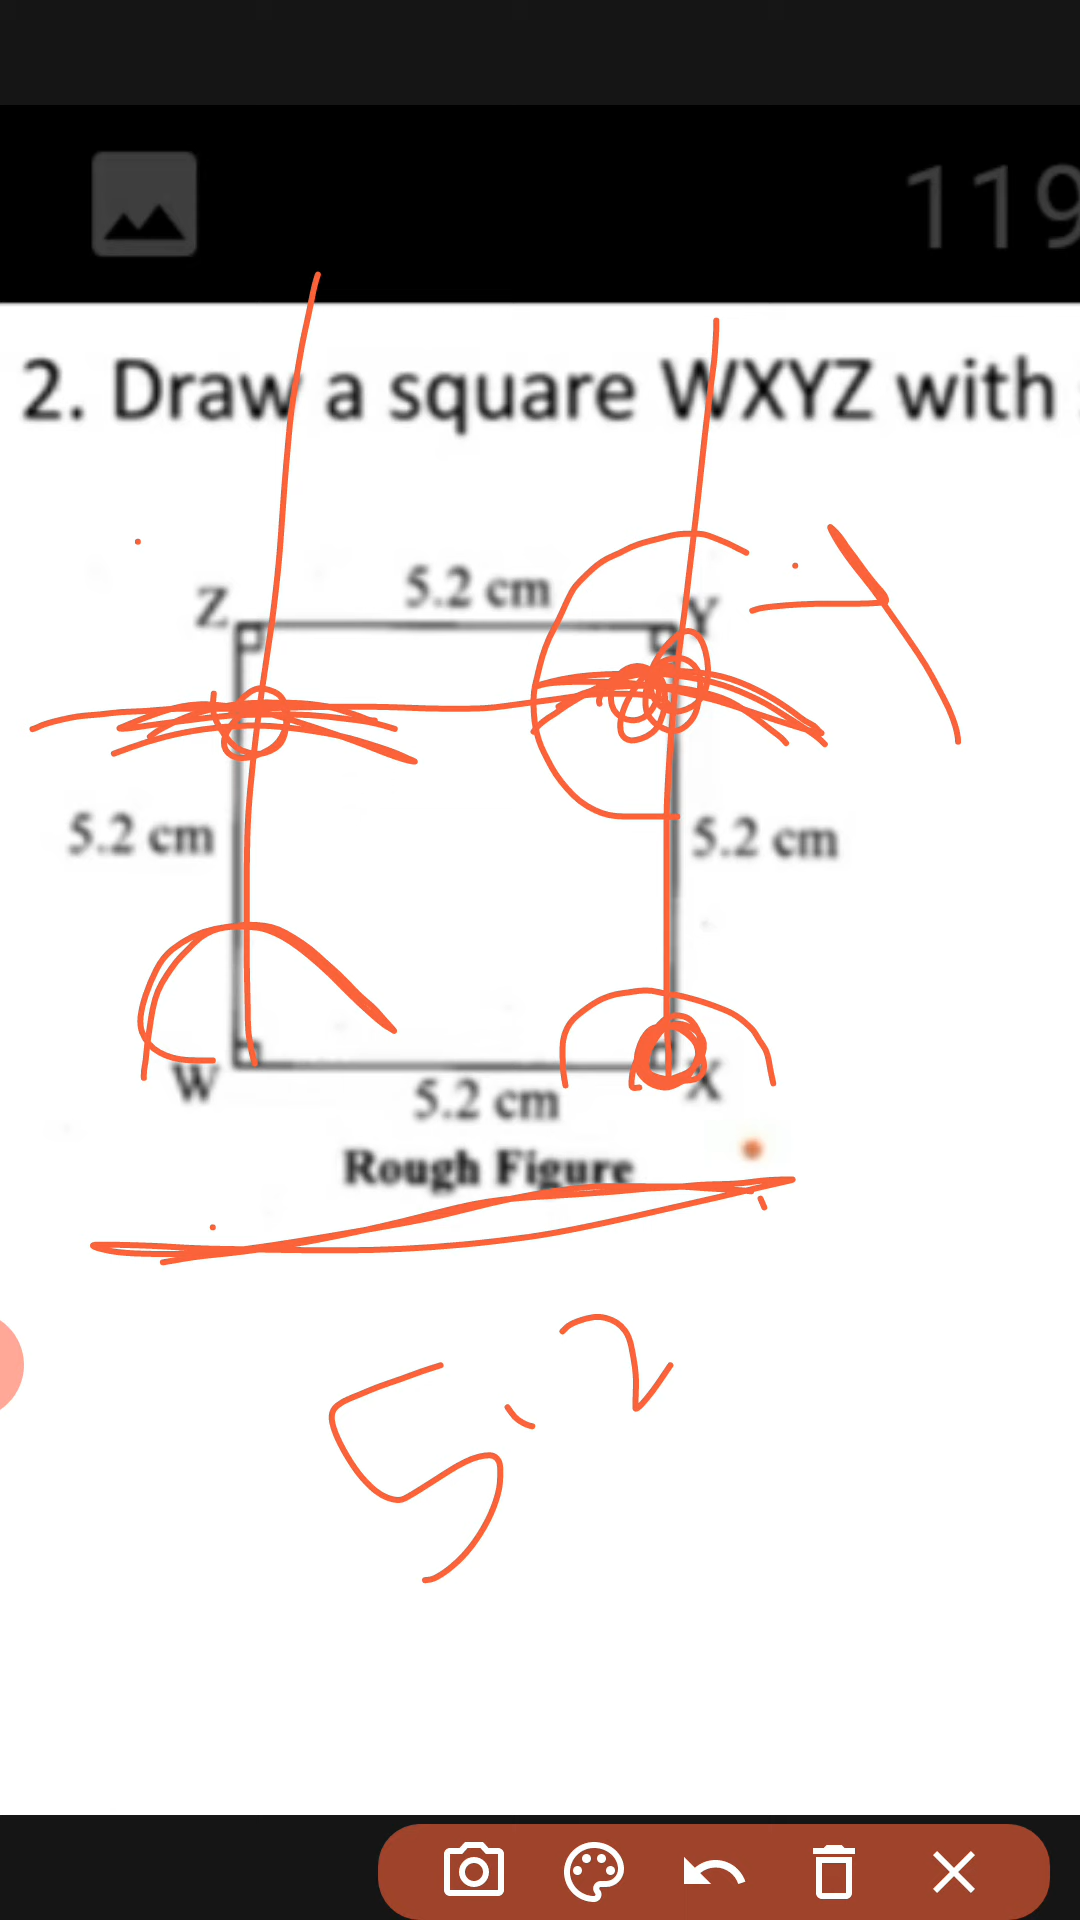 119
2. Draw a square WXYZ with
5.2 cm
Z
Y
5.2 cm
5.2 cm
W
X
5.2 cm
Rough Figure
5.2